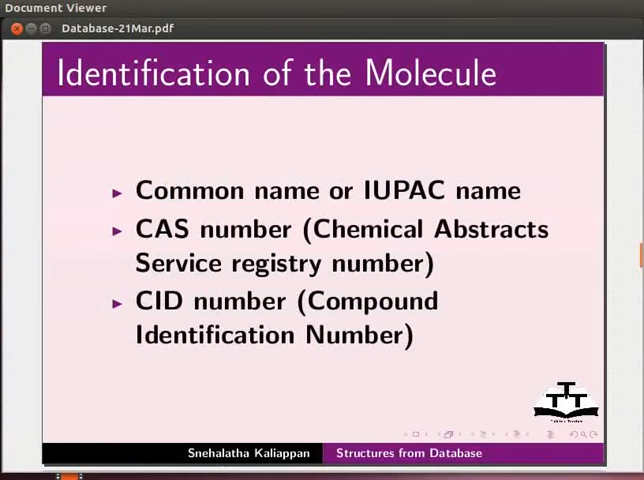 Document Viewer
Database-21Mar.pdf
Identification of the Molecule
Common name or IUPAC name
CAS number (Chemical Abstracts
Service registry number)
CID number (Compound
Identification Number)
Snehalatha Kaliappan
Structures from Database